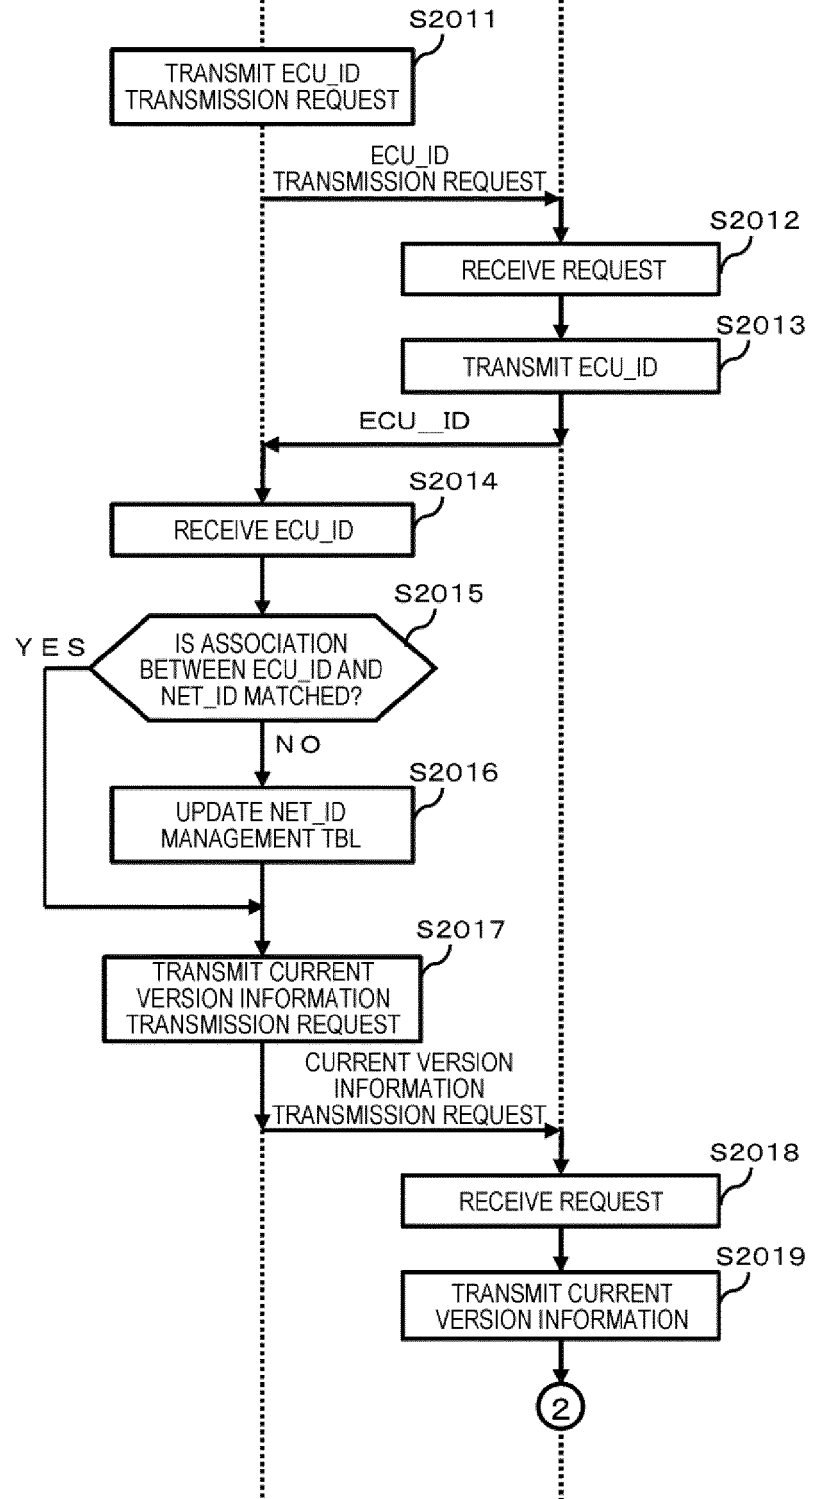 S2011
TRANSMIT ECU_ID
TRANSMISSION REQUEST
ECU_ID
TRANSMISSION REQUEST
S2012
RECEIVE REQUEST
S2013
TRANSMIT ECU_ID
ECU_ID
S2014
RECEIVE ECU_ID
S2015
YES
IS ASSOCIATION
BETWEEN ECU_ID AND
NET_ID MATCHED?
NO
S2016
UPDATE NET_ID
MANAGEMENT TBL
S2017
TRANSMIT CURRENT
VERSION INFORMATION
TRANSMISSION REQUEST
CURRENT VERSION
INFORMATION
TRANSMISSION REQUEST
S2018
RECEIVE REQUEST
S2019
TRANSMIT CURRENT
VERSION INFORMATION
2